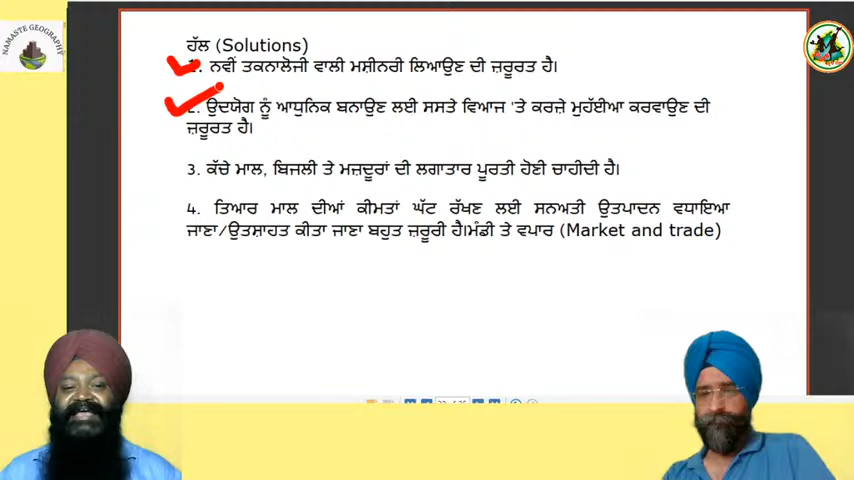 NAMASTE GEOGRAPHY
ਹੱਲ (Solutions)
1. ਨਵੀਂ ਤਕਨਾਲੋਜੀ ਵਾਲੀ ਮਸ਼ੀਨਰੀ ਲਿਆਉਣ ਦੀ ਜ਼ਰੂਰਤ ਹੈ।
2. ਉਦਯੋਗ ਨੂੰ ਆਧੁਨਿਕ ਬਨਾਉਣ ਲਈ ਸਸਤੇ ਵਿਆਜ 'ਤੇ ਕਰਜ਼ੇ ਮੁਹੱਈਆ ਕਰਵਾਉਣ ਦੀ
ਜ਼ਰੂਰਤ ਹੈ।
3. ਕੱਚੇ ਮਾਲ, ਬਿਜਲੀ ਤੇ ਮਜ਼ਦੂਰਾਂ ਦੀ ਲਗਾਤਾਰ ਪੂਰਤੀ ਹੋਣੀ ਚਾਹੀਦੀ ਹੈ।
4. ਤਿਆਰ ਮਾਲ ਦੀਆਂ ਕੀਮਤਾਂ ਘੱਟ ਰੱਖਣ ਲਈ ਸਨਅਤੀ ਉਤਪਾਦਨ ਵਧਾਇਆ
ਜਾਣਾ/ਉਤਸ਼ਾਹਤ ਕੀਤਾ ਜਾਣਾ ਬਹੁਤ ਜ਼ਰੂਰੀ ਹੈ।ਮੰਡੀ ਤੇ ਵਪਾਰ (Market and trade)